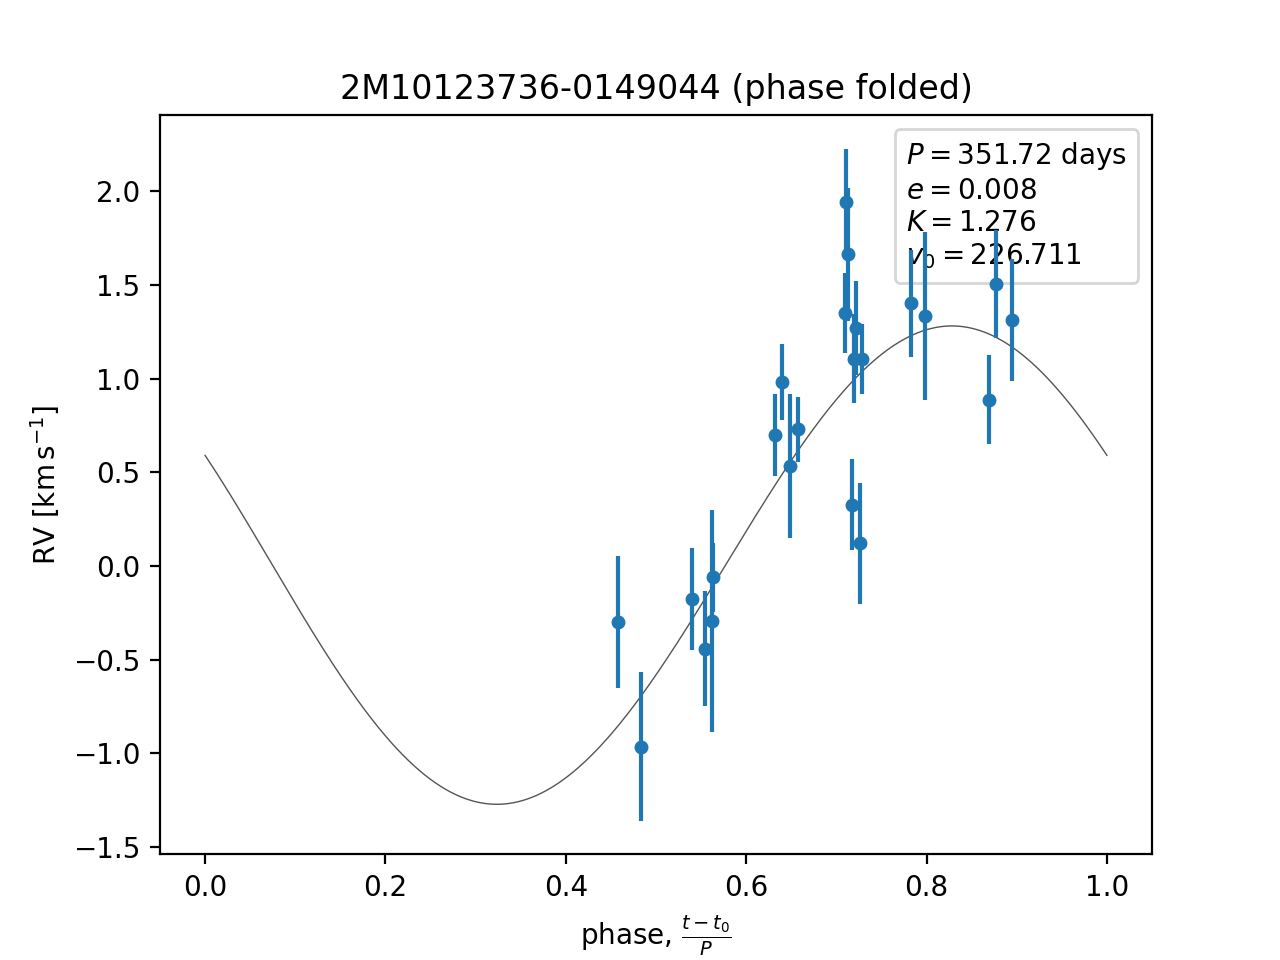 2M10123736-0149044 (phase folded)
P = 351.72 days
e = 0.008
K = 1.276
v₀ = 226.711
2.0
1.5
1.0
0.5
0.0
−0.5
−1.0
−1.5
RV [km s⁻¹]
0.0 0.2 0.4 0.6 0.8 1.0
phase, (t − t₀)/P